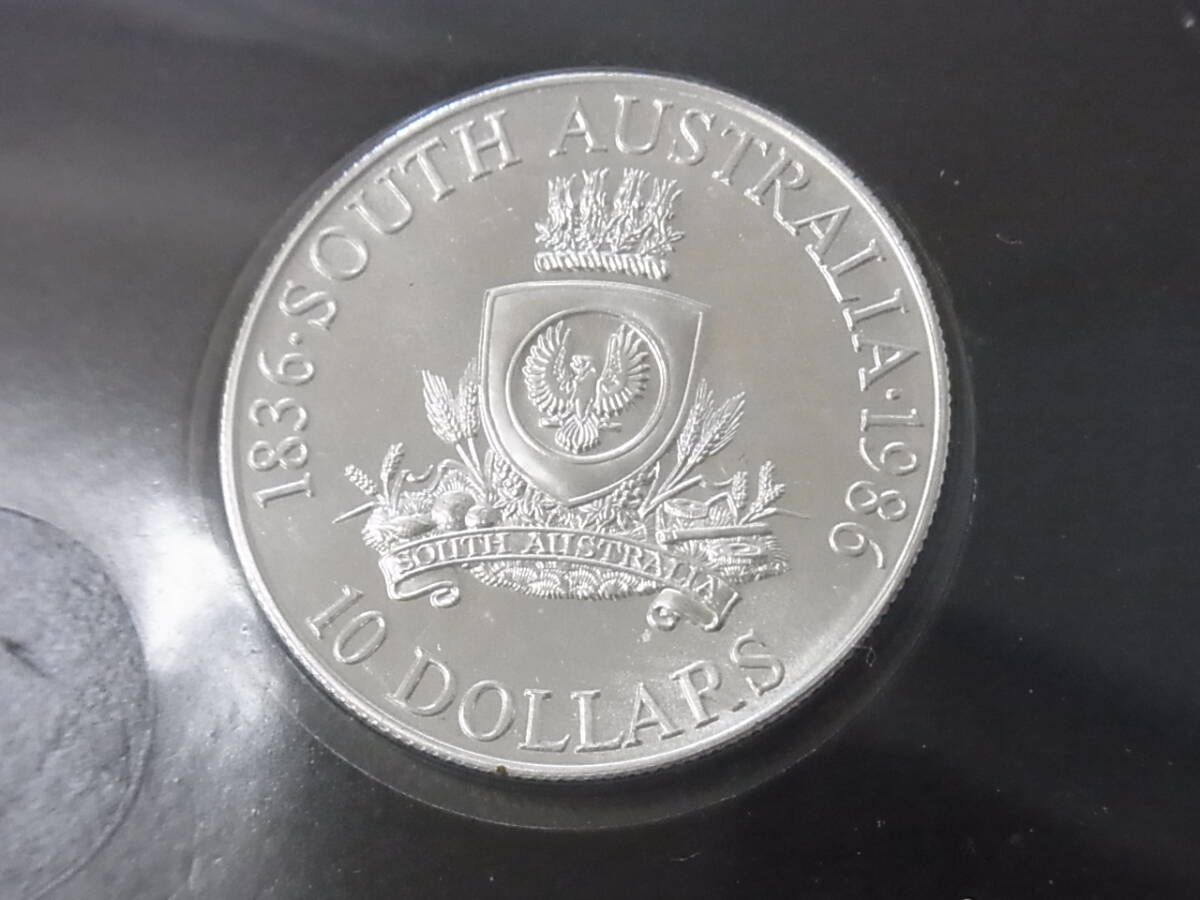 1836·SOUTH AUSTRALIA·1986
SOUTH AUSTRALIA
10 DOLLARS